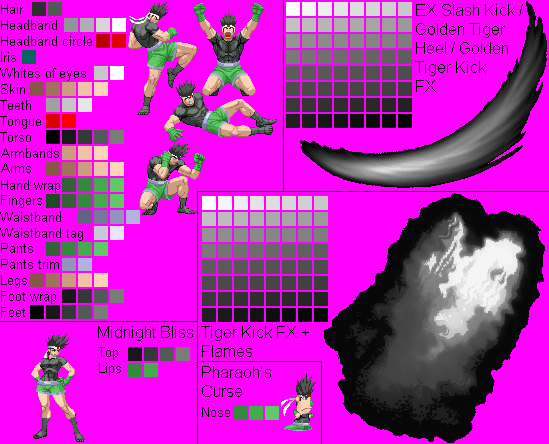 Hair
Headband
Headband circle
Iris
Whites of eyes
Skin
Teeth
Tongue
Torso
Armbands
Arms
Hand wrap
Fingers
Waistband
Waistband tag
Pants
Pants trim
Legs
Foot wrap
Feet
EX Slash Kick /
Golden Tiger
Heel / Golden
Tiger Kick
FX
Midnight Bliss
Top
Lips
Tiger Kick FX +
Flames
Pharaoh's
Curse
Nose